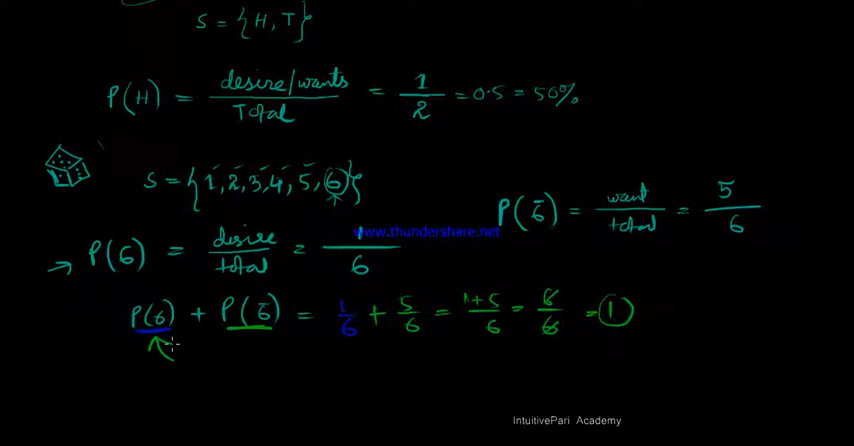 S = {H, T}
P(H) = desire/wants / Total = 1/2 = 0.5 = 50%
S = {1, 2, 3, 4, 5, 6}
P(6̄) = want/total = 5/6
www.thundershare.net
P(6) = desire/total = 1/6
P(6) + P(6̄) = 1/6 + 5/6 = 1+5/6 = 6/6 = 1
IntuitivePari Academy